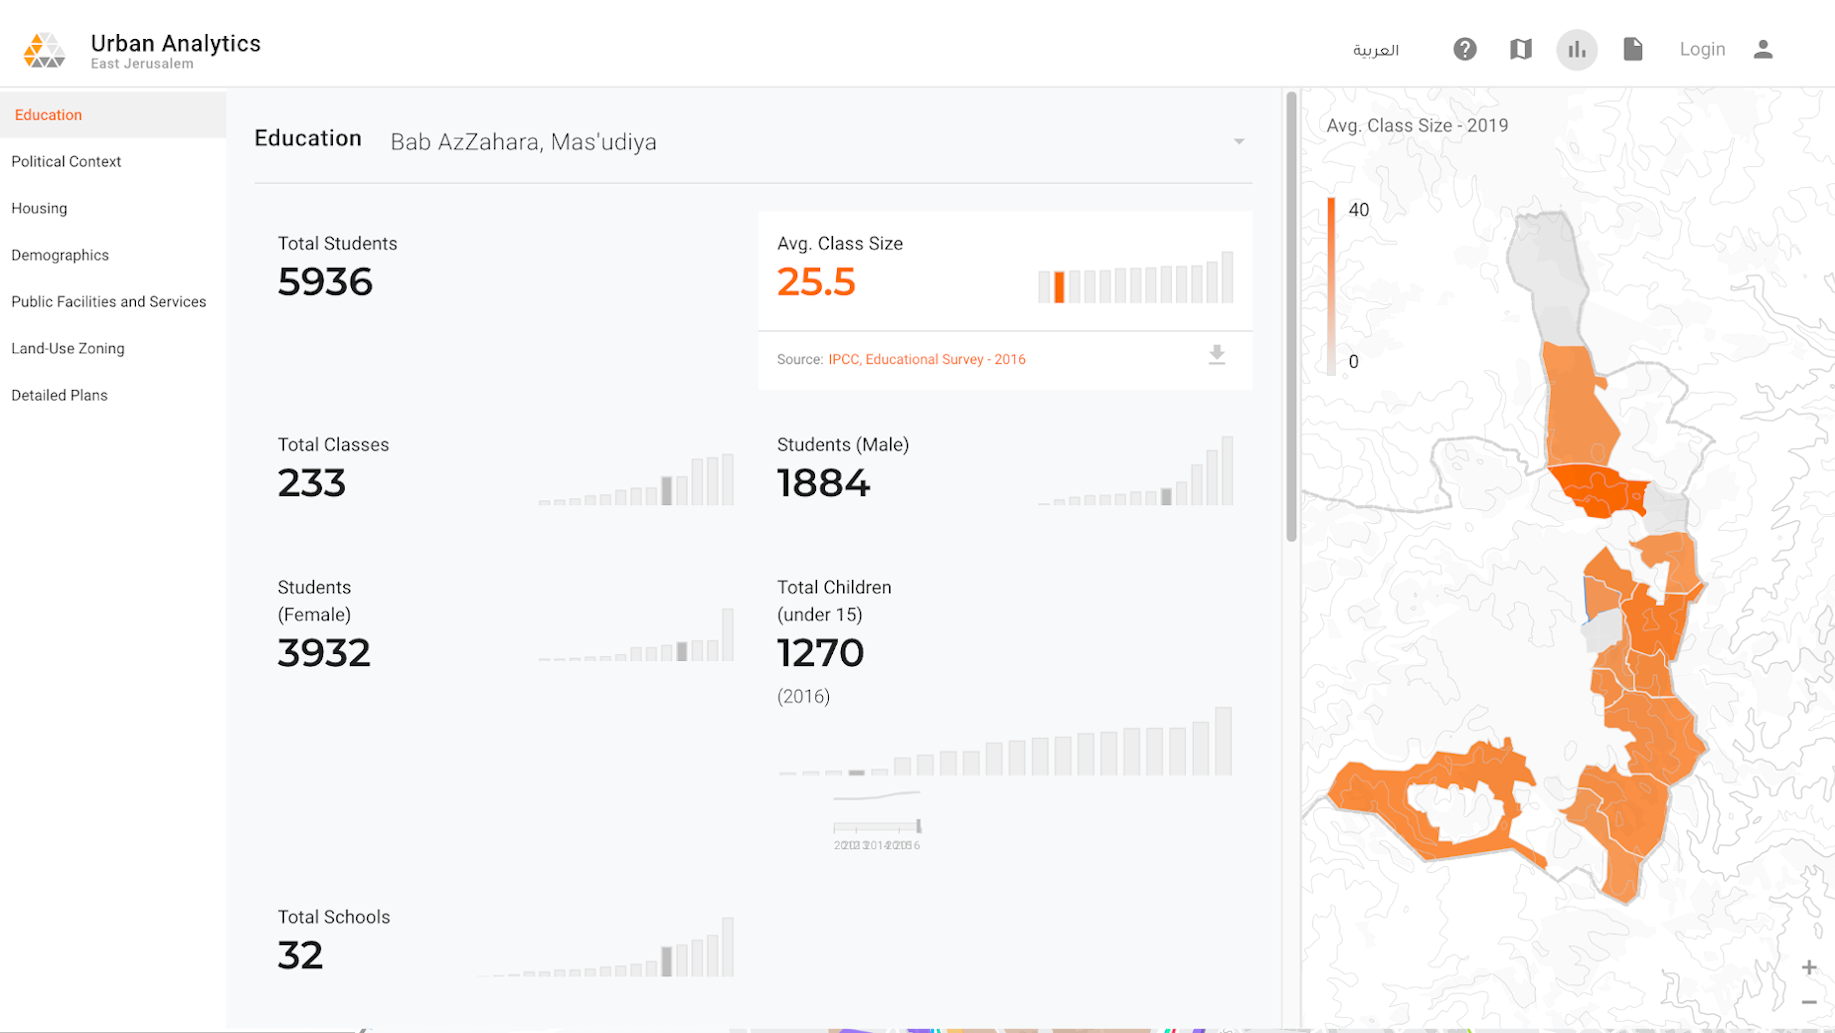 Urban Analytics
East Jerusalem
العربية
Login
Education
Political Context
Housing
Demographics
Public Facilities and Services
Land-Use Zoning
Detailed Plans
Education Bab AzZahara, Mas'udiya
Total Students
5936
Avg. Class Size
25.5
Source: IPCC, Educational Survey - 2016
Total Classes
233
Students (Male)
1884
Students
(Female)
3932
Total Children
(under 15)
1270
(2016)
2014
2016
Total Schools
32
Avg. Class Size - 2019
40
0